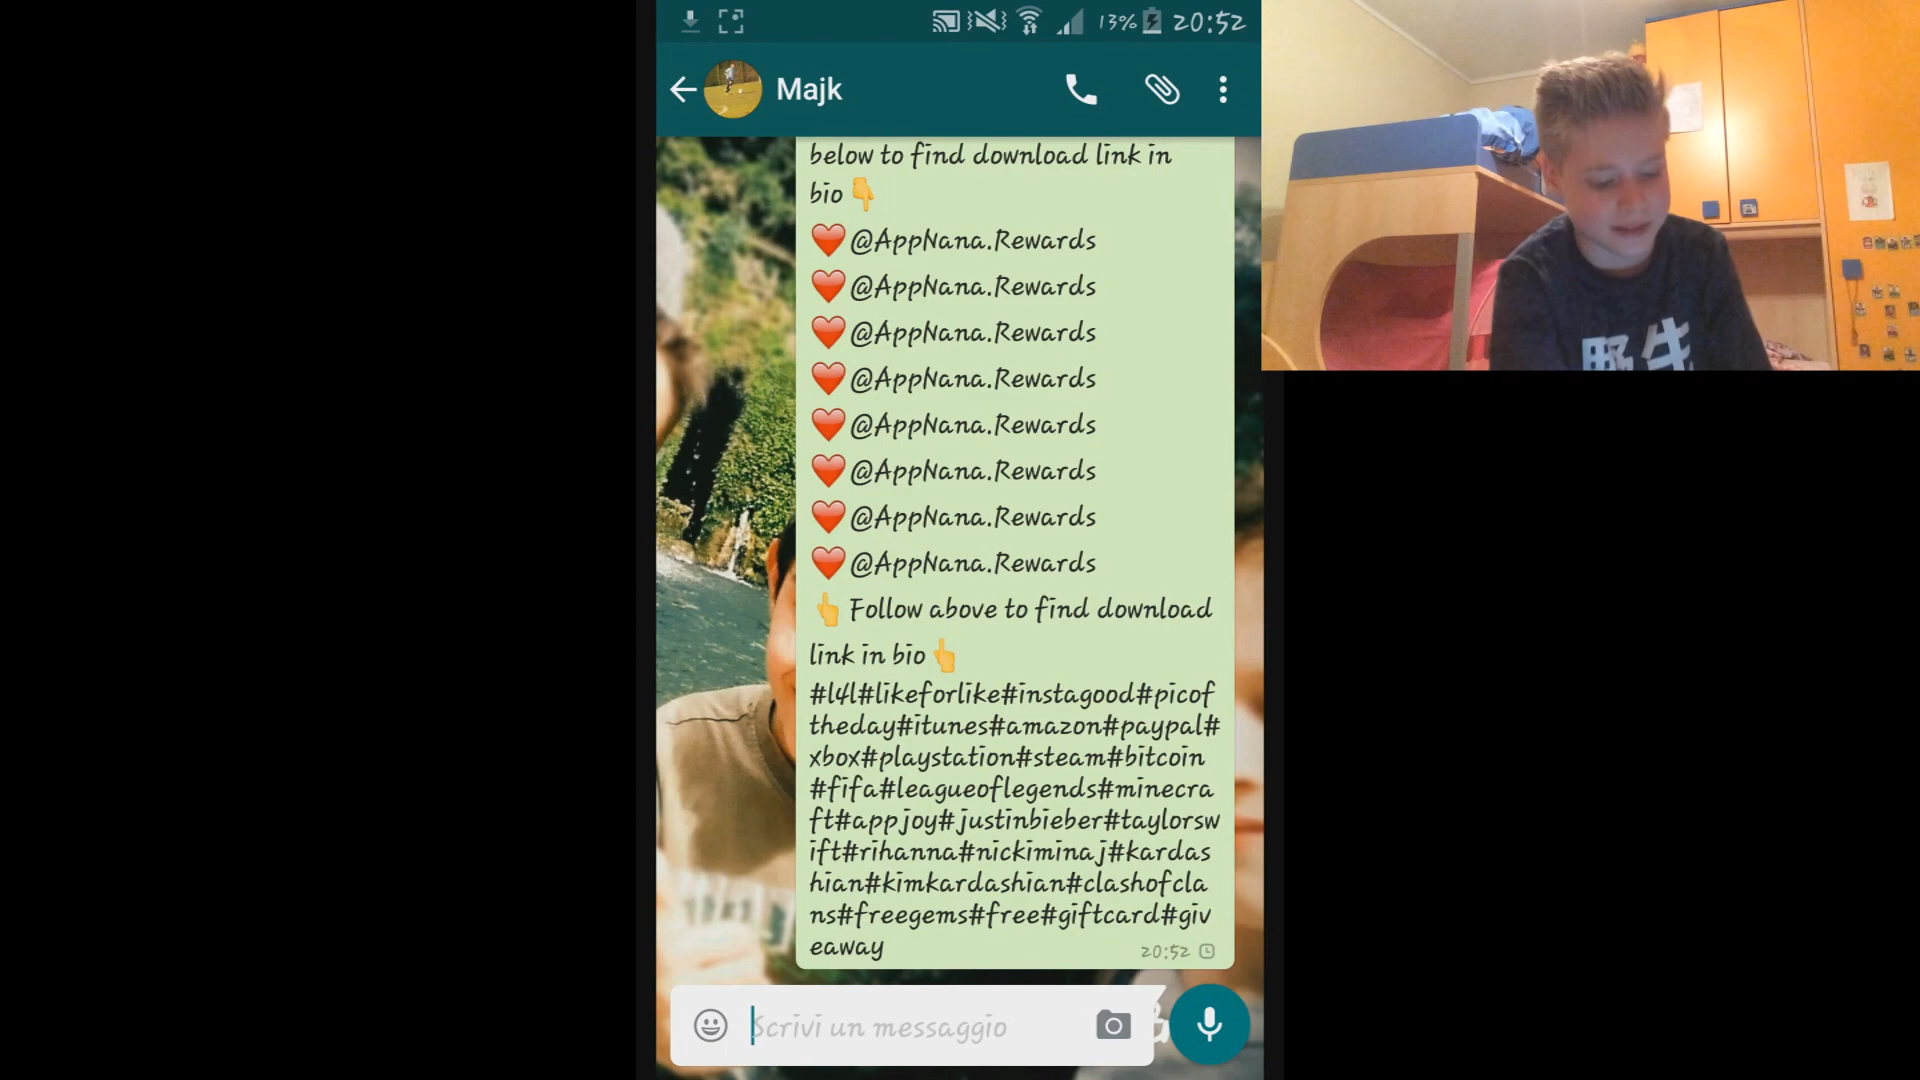 13% 20:52
Majk
below to find download link in
bio 👇
❤️@AppNana.Rewards
❤️@AppNana.Rewards
❤️@AppNana.Rewards
❤️@AppNana.Rewards
❤️@AppNana.Rewards
❤️@AppNana.Rewards
❤️@AppNana.Rewards
❤️@AppNana.Rewards
👆 Follow above to find download
link in bio 👆
#l4l#likeforlike#instagood#picof
theday#itunes#amazon#paypal#
xbox#playstation#steam#bitcoin
#fifa#leagueoflegends#minecra
ft#appjoy#justinbieber#taylorsw
ift#rihanna#nickiminaj#kardas
hian#kimkardashian#clashofcla
ns#freegems#free#giftcard#giv
eaway
20:52
Scrivi un messaggio
野生